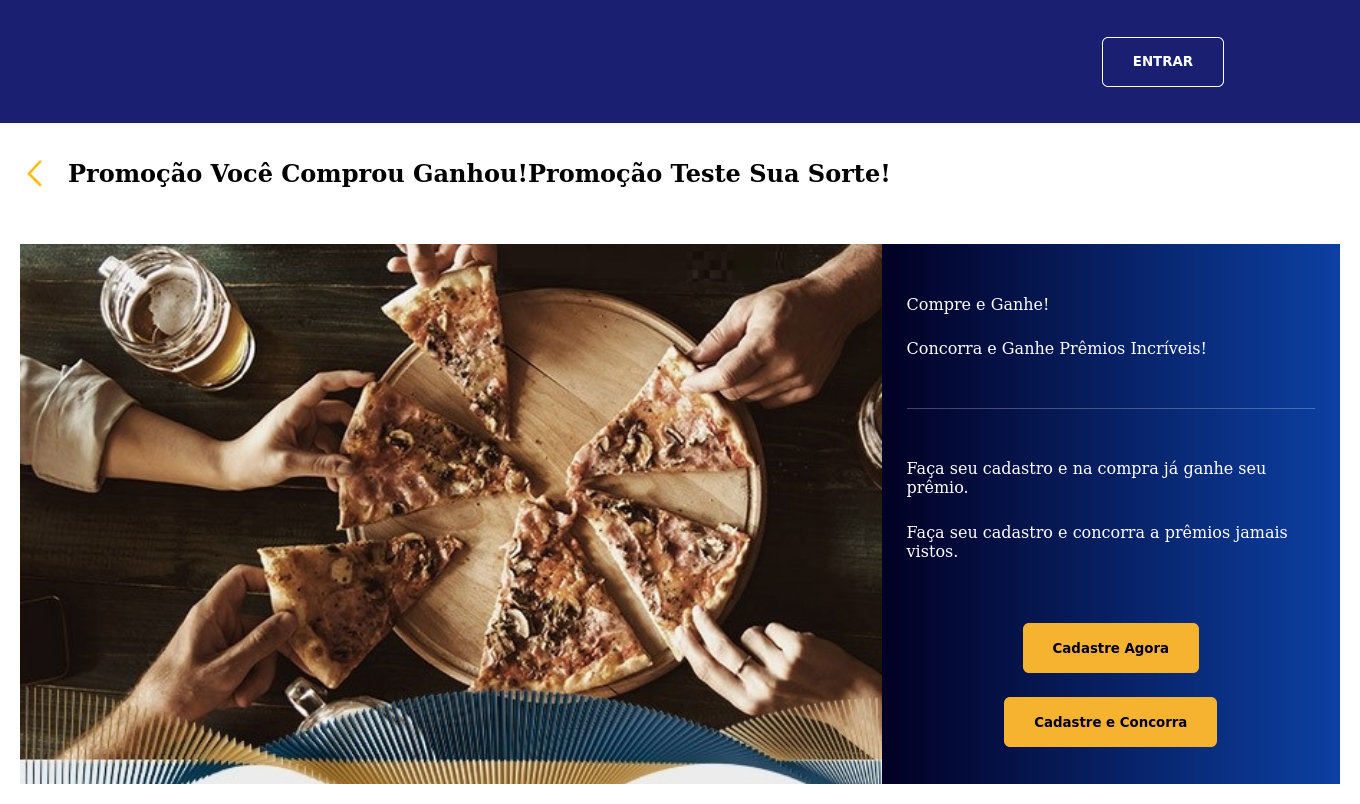 ENTRAR
Promoção Você Comprou Ganhou!Promoção Teste Sua Sorte!
Compre e Ganhe!
Concorra e Ganhe Prêmios Incríveis!
Faça seu cadastro e na compra já ganhe seu
prêmio.
Faça seu cadastro e concorra a prêmios jamais
vistos.
Cadastre Agora
Cadastre e Concorra